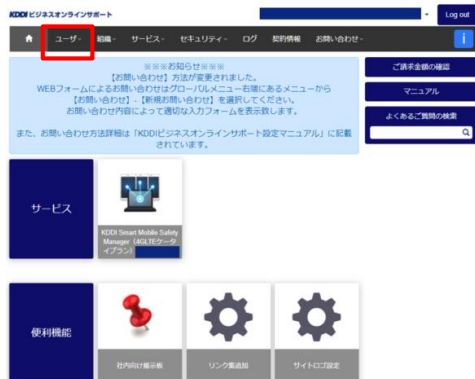 KDDI ビジネスオンラインサポート
Log out
ユーザ 組織 サービス セキュリティ ログ 契約情報 お問い合わせ
※※※お知らせ※※※
【お問い合わせ】方法が変更されました。
WEBフォームによるお問い合わせはグローバルメニュー右端にあるメニューから
【お問い合わせ】-【新規お問い合わせ】を選択してください。
お問い合わせ内容によって適切な入力フォームを表示致します。
また、お問い合わせ方法詳細は「KDDIビジネスオンラインサポート設定マニュアル」に記載
されています。
ご請求金額の確認
マニュアル
よくあるご質問の検索
サービス
KDDI Smart Mobile Safety
Manager（4GLTEケータ
イプラン）
便利機能
社内向け掲示板
リンク集追加
サイトロゴ設定